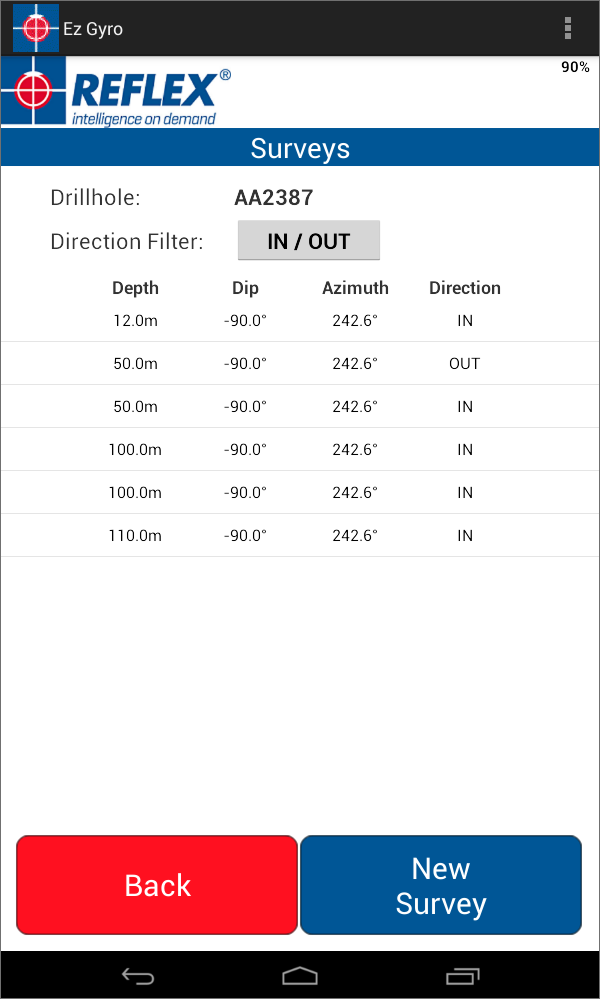 Ez Gyro
90%
REFLEX®
intelligence on demand
Surveys
Drillhole: AA2387
Direction Filter: IN / OUT
Depth Dip Azimuth Direction
12.0m -90.0° 242.6° IN
50.0m -90.0° 242.6° OUT
50.0m -90.0° 242.6° IN
100.0m -90.0° 242.6° IN
100.0m -90.0° 242.6° IN
110.0m -90.0° 242.6° IN
Back
New
Survey